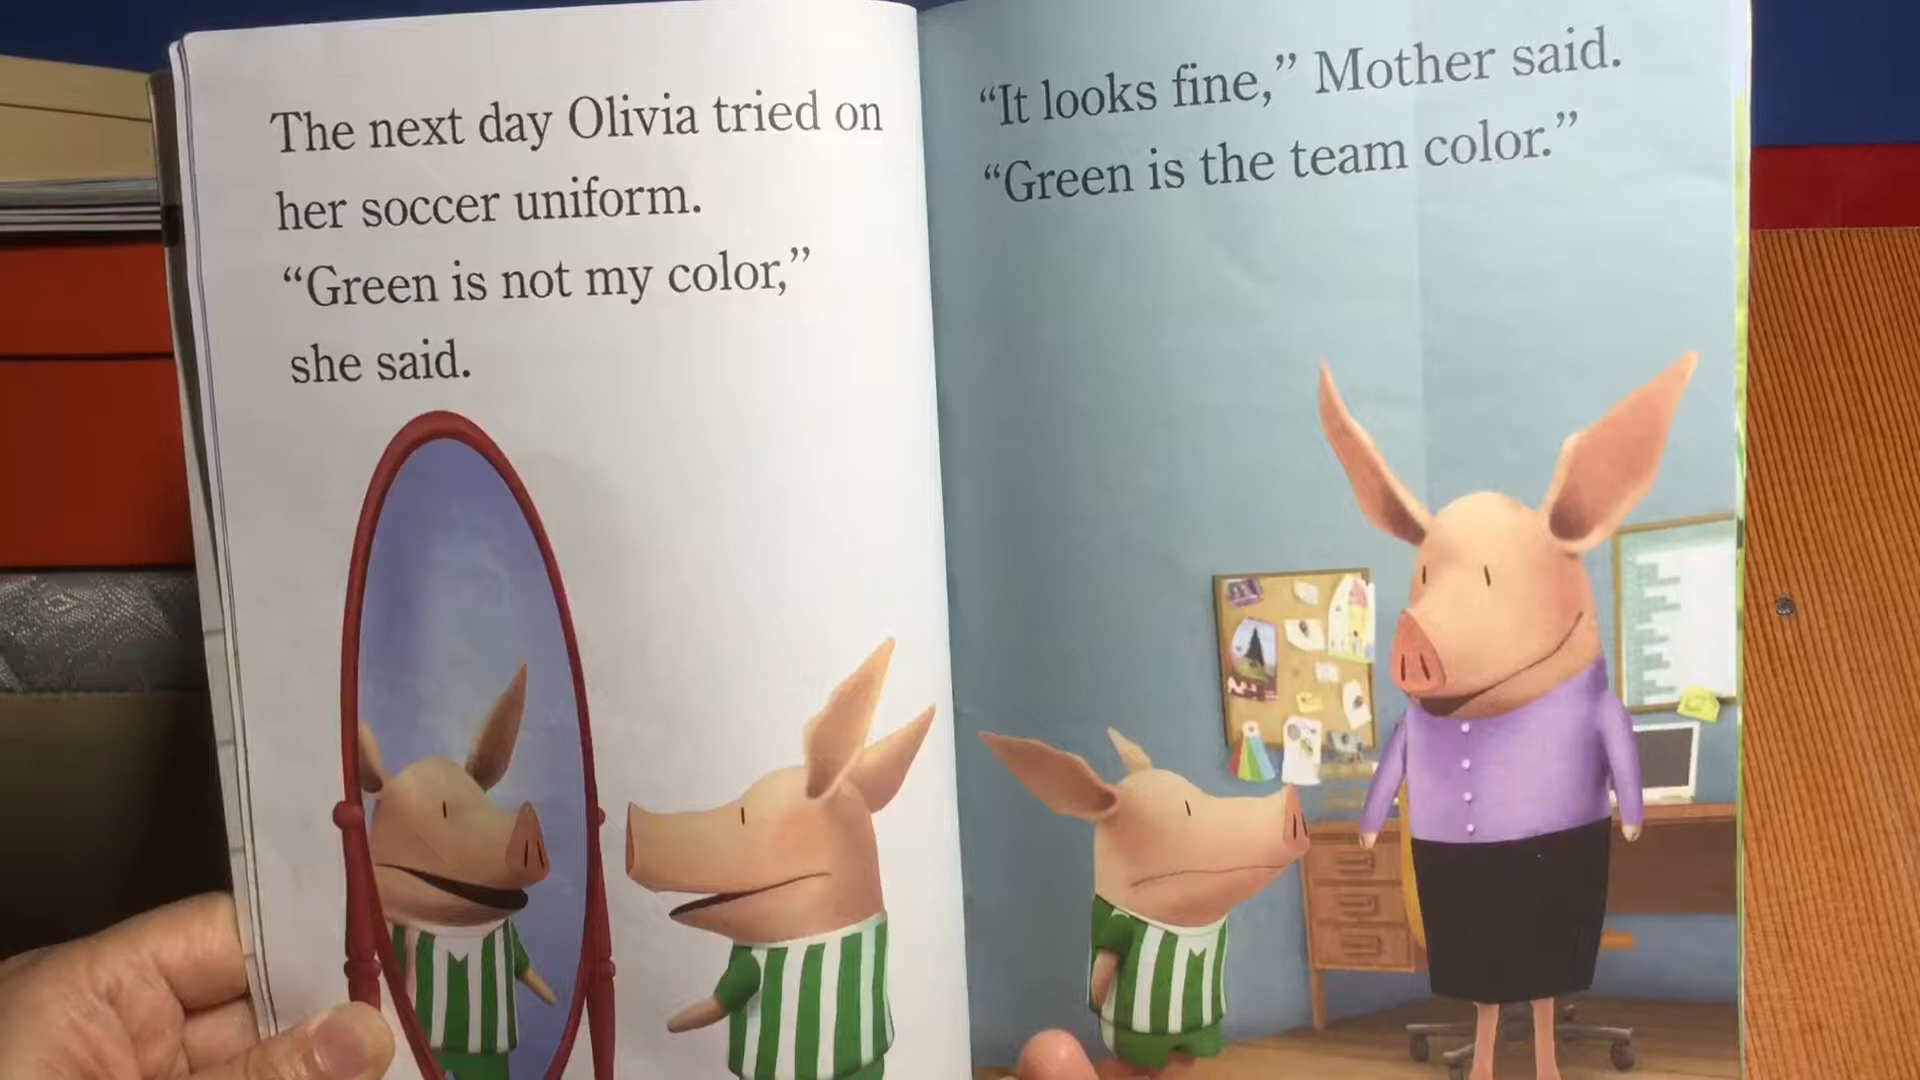 The next day Olivia tried on
her soccer uniform.
“Green is not my color,”
she said.
“It looks fine,” Mother said.
“Green is the team color.”